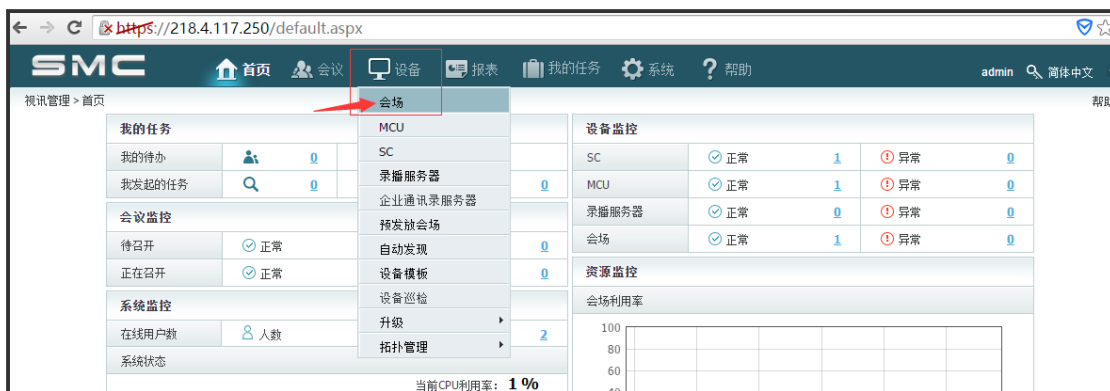 https://218.4.117.250/default.aspx
SMC 首页 会议 设备 报表 我的任务 系统 ? 帮助 admin 简体中文
视讯管理 > 首页
会场
MCU
SC
录播服务器
企业通讯录服务器
预发放会场
自动发现
设备模板
设备巡检
升级
拓扑管理
我的任务
我的待办 0
我发起的任务 0 0
会议监控
待召开 正常 0
正在召开 正常 0
系统监控
在线用户数 人数 2
系统状态
当前CPU利用率: 1 %
设备监控
SC 正常 1 异常 0
MCU 正常 1 异常 0
录播服务器 正常 0 异常 0
会场 正常 1 异常 0
资源监控
会场利用率
100
80
60